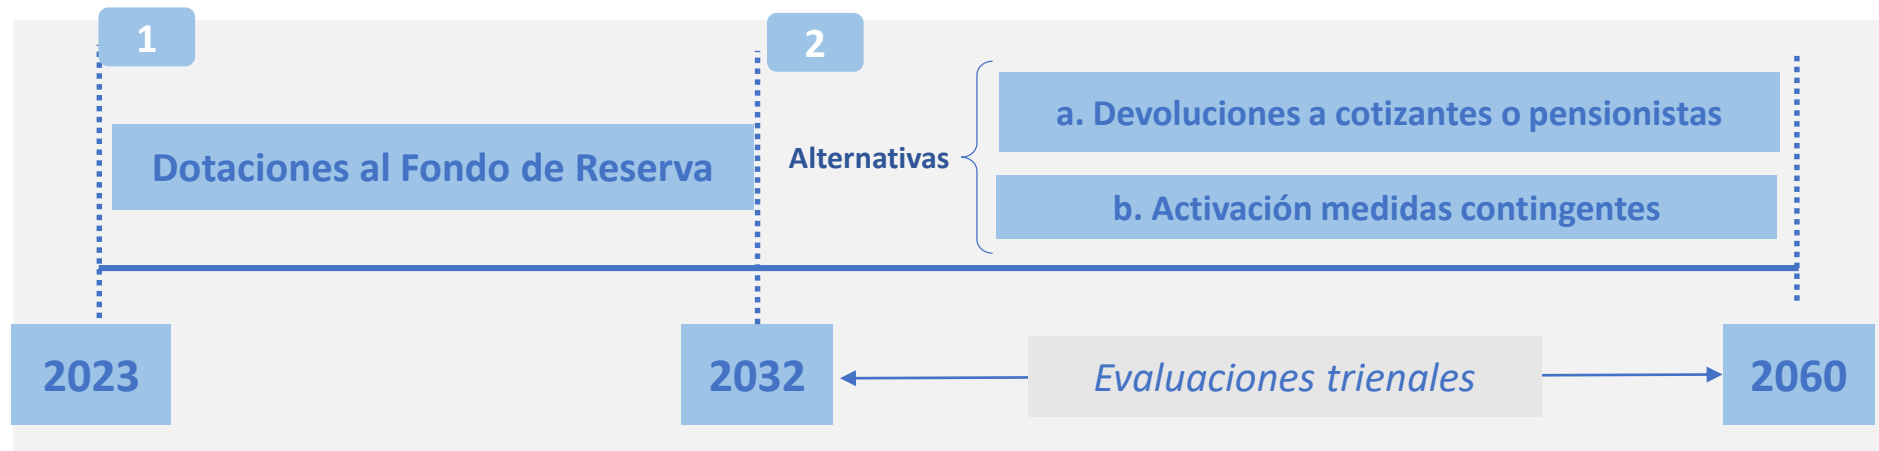 1
2
a. Devoluciones a cotizantes o pensionistas
Dotaciones al Fondo de Reserva
Alternativas
b. Activación medidas contingentes
2023
2032
Evaluaciones trienales
2060